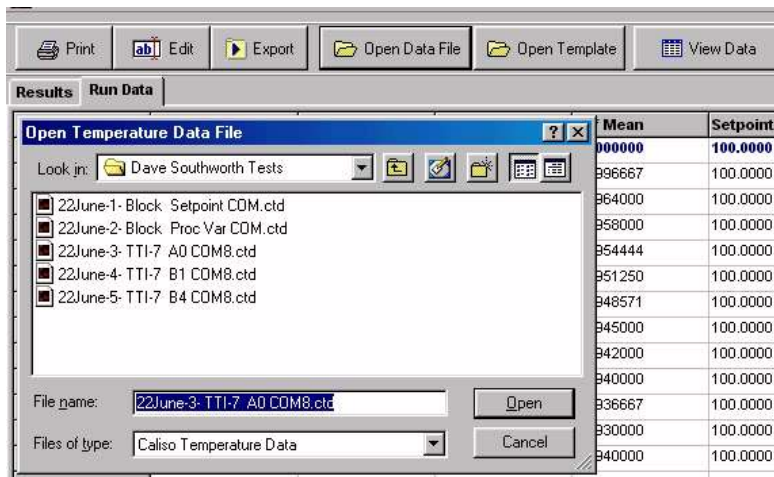 Print Edit Export Open Data File Open Template View Data
Results Run Data
Open Temperature Data File
Look in: Dave Southworth Tests
22June-1- Block Setpoint COM.ctd
22June-2- Block Proc Var COM.ctd
22June-3- TTI-7 A0 COM8.ctd
22June-4- TTI-7 B1 COM8.ctd
22June-5- TTI-7 B4 COM8.ctd
File name: 22June-3- TTI-7 A0 COM8.ctd Open
Files of type: Caliso Temperature Data Cancel
Mean Setpoint
000000 100.0000
996667 100.0000
964000 100.0000
958000 100.0000
954444 100.0000
951250 100.0000
948571 100.0000
945000 100.0000
942000 100.0000
940000 100.0000
936667 100.0000
930000 100.0000
940000 100.0000